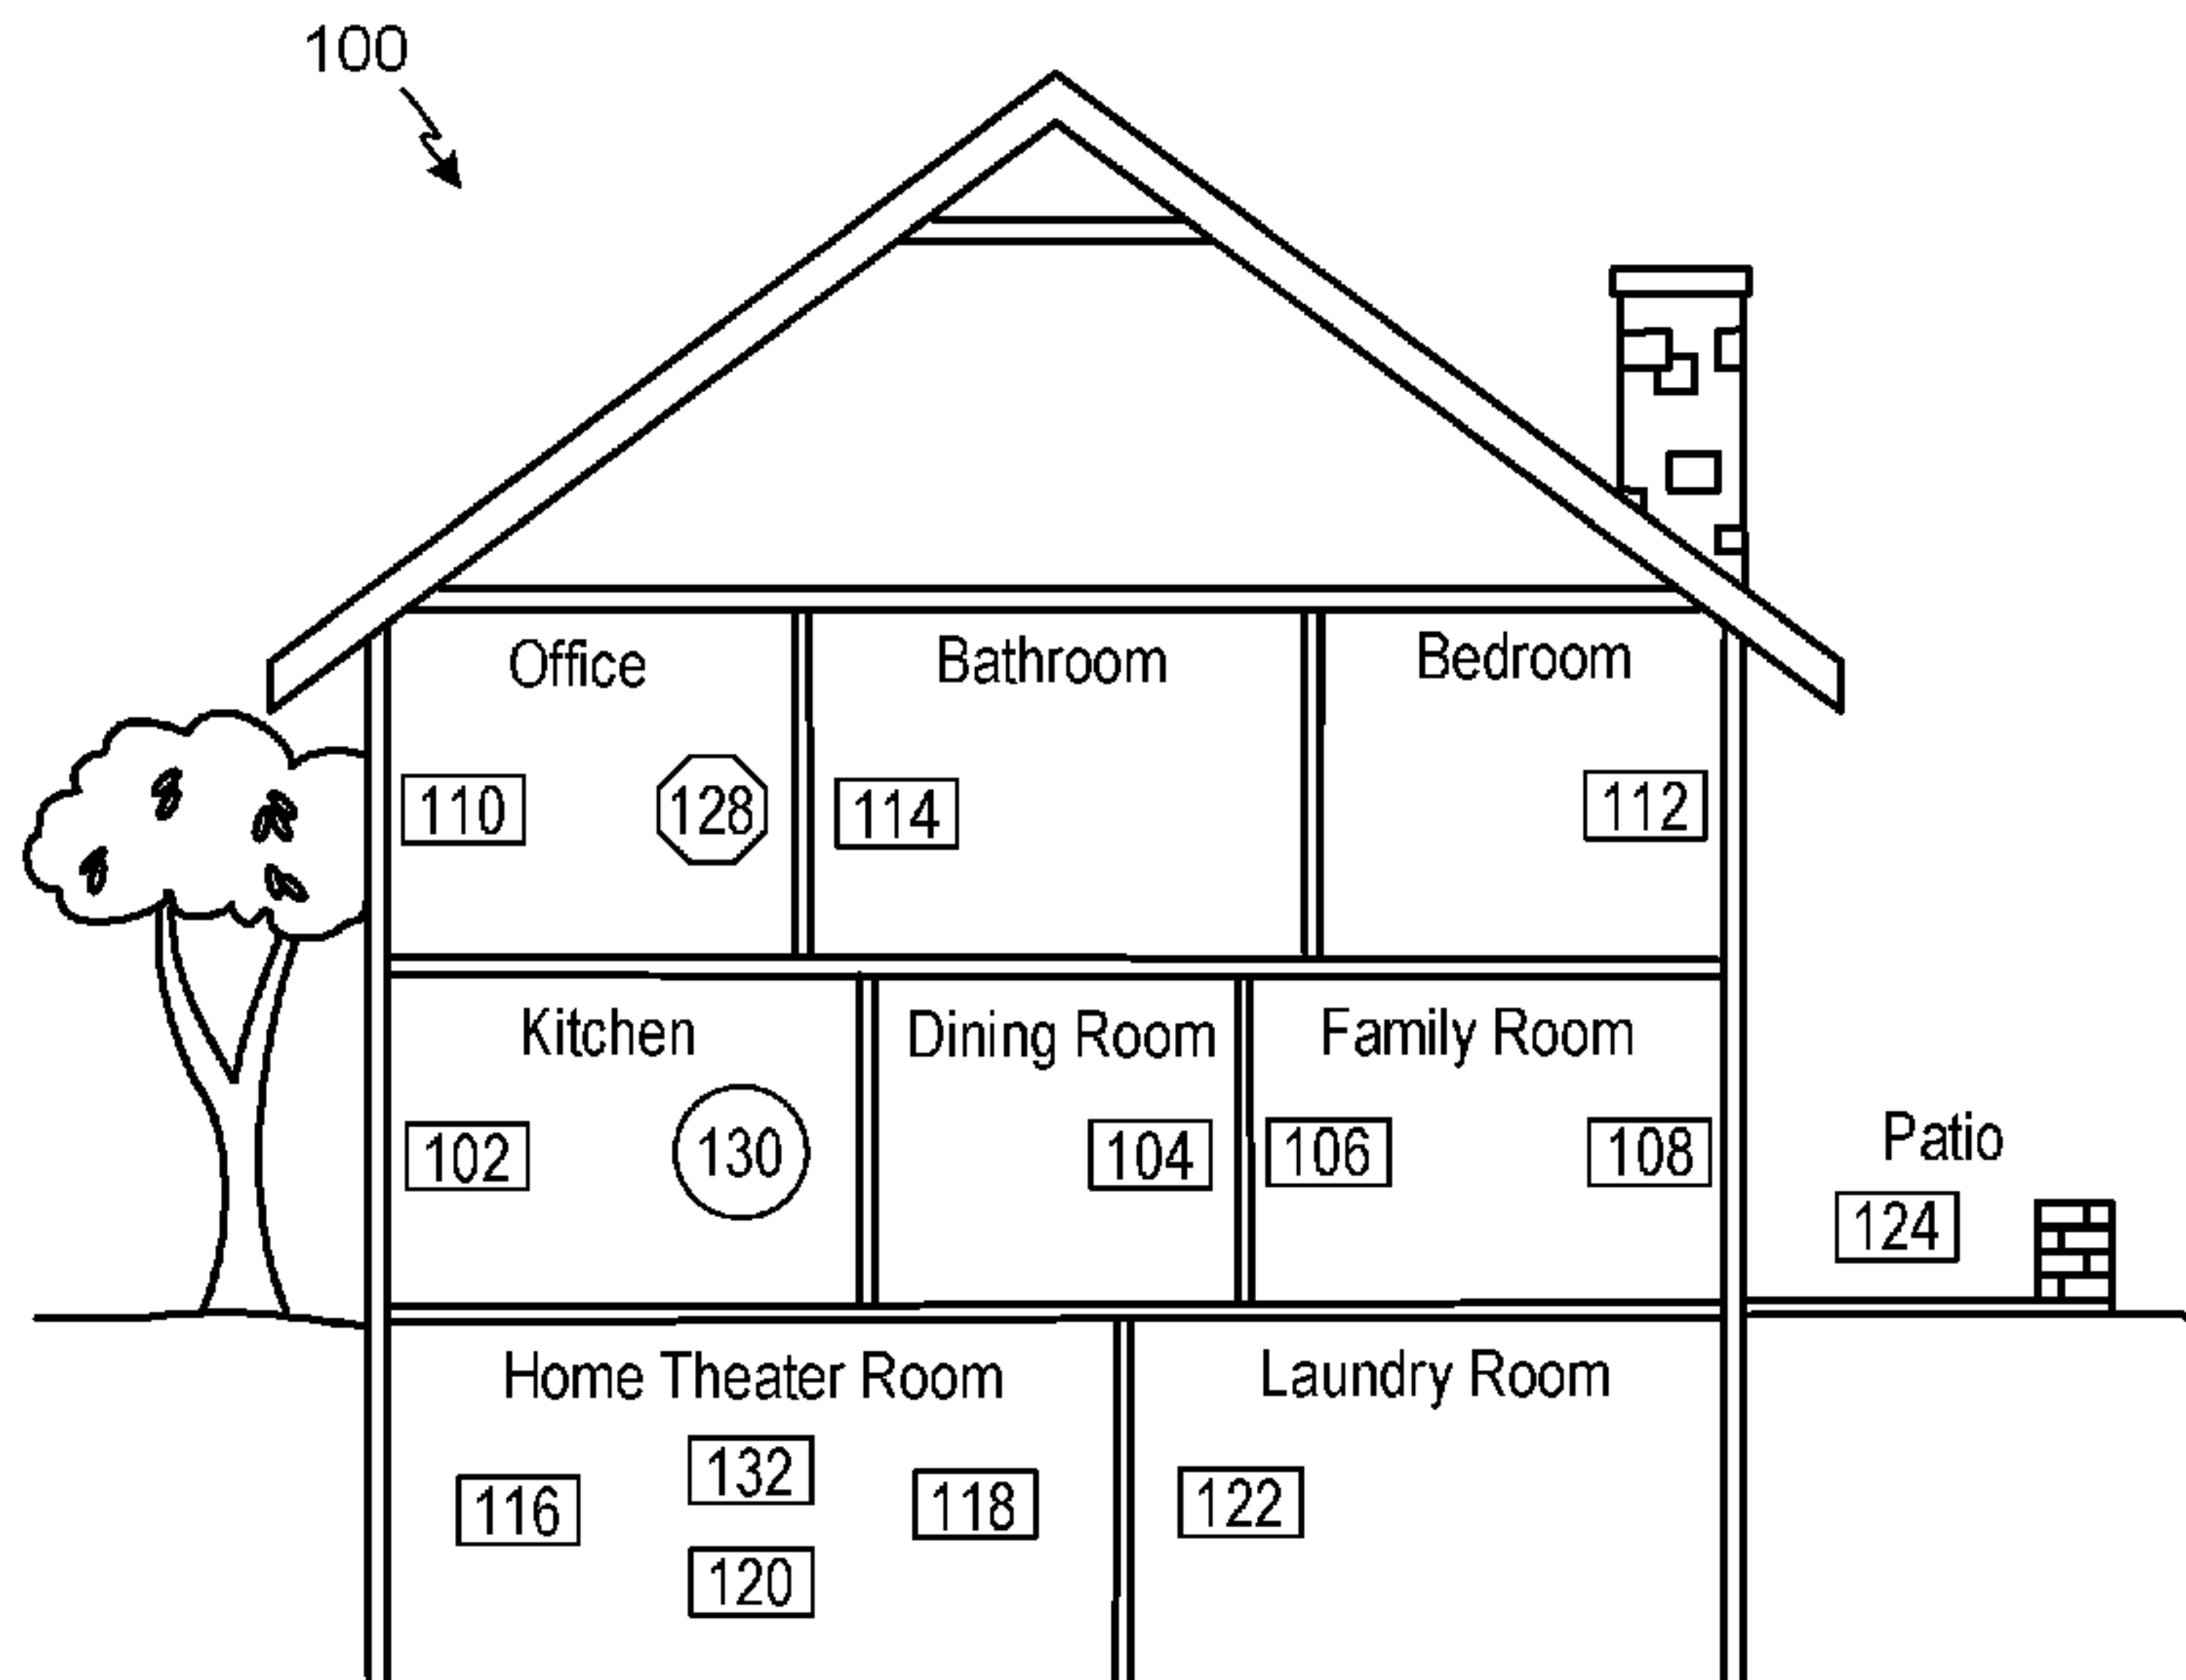 100
Office
Bathroom
Bedroom
110
128
114
112
Kitchen
Dining Room
Family Room
102
130
104
106
108
Patio
124
Home Theater Room
Laundry Room
116
132
118
122
120